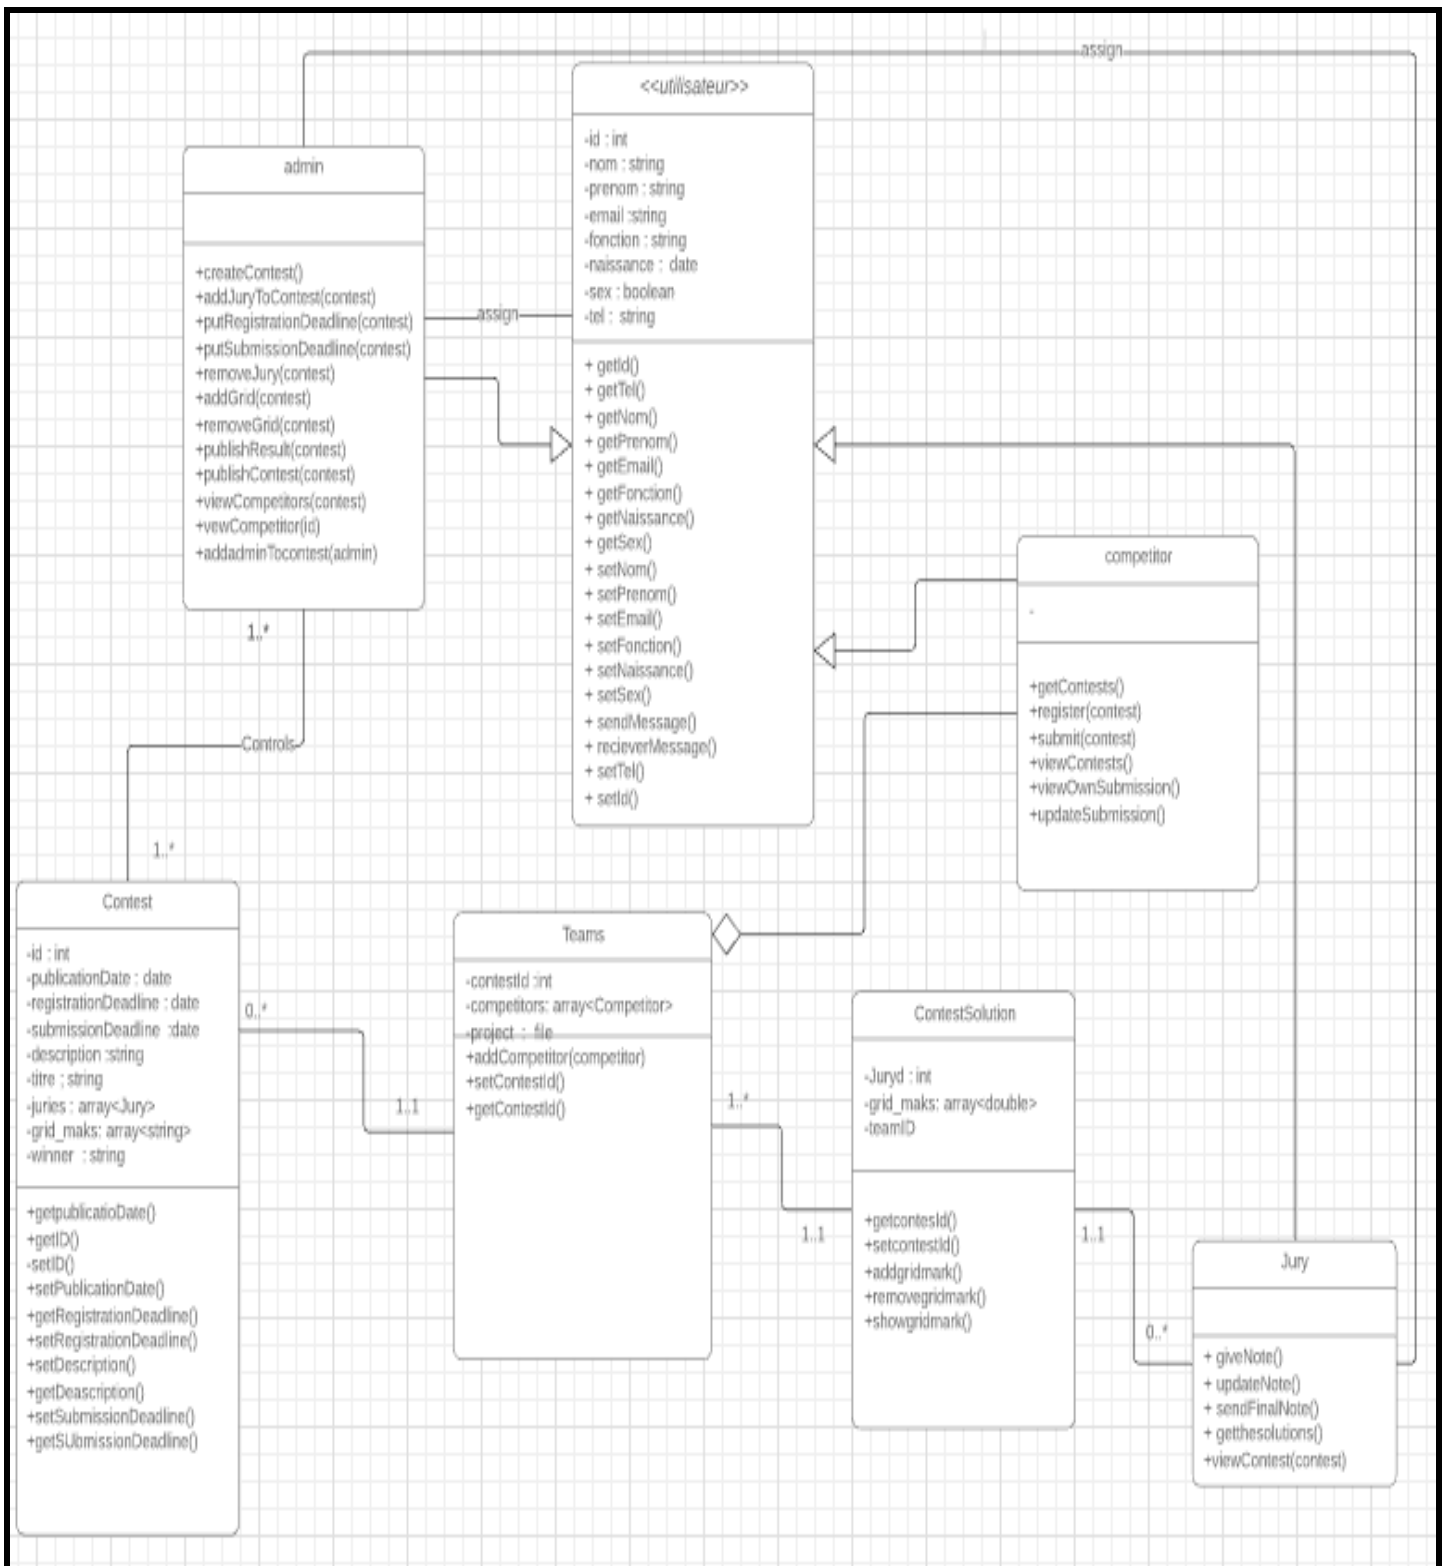 assign
<<utilisateur>>
-id : int
-nom : string
-prenom : string
-email :string
-fonction : string
-naissance : date
-sex : boolean
-tel : string
+ getId()
+ getTel()
+ getNom()
+ getPrenom()
+ getEmail()
+ getFonction()
+ getNaissance()
+ getSex()
+ setNom()
+ setPrenom()
+ setEmail()
+ setFonction()
+ setNaissance()
+ setSex()
+ sendMessage()
+ recieverMessage()
+ setTel()
+ setId()
admin
+createContest()
+addJuryToContest(contest)
+putRegistrationDeadline(contest)
+putSubmissionDeadline(contest)
+removeJury(contest)
+addGrid(contest)
+removeGrid(contest)
+publishResult(contest)
+publishContest(contest)
+viewCompetitors(contest)
+vewCompetitor(id)
+addadminTocontest(admin)
assign
1..*
Controls
1..*
competitor
-
+getContests()
+register(contest)
+submit(contest)
+viewContests()
+viewOwnSubmission()
+updateSubmission()
Contest
-id : int
-publicationDate : date
-registrationDeadline : date
-submissionDeadline :date
-description :string
-titre : string
-juries : array<Jury>
-grid_maks: array<string>
-winner : string
+getpublicatioDate()
+getID()
-setID()
+setPublicationDate()
+getRegistrationDeadline()
+setRegistrationDeadline()
+setDescription()
+getDeascription()
+setSubmissionDeadline()
+getSUbmissionDeadline()
0..*
1..1
Teams
-contestId :int
-competitors: array<Competitor>
-project : file
+addCompetitor(competitor)
+setContestId()
+getContestId()
1..*
1..1
ContestSolution
-Juryd : int
-grid_maks: array<double>
-teamID
+getcontesId()
+setcontestId()
+addgridmark()
+removegridmark()
+showgridmark()
1..1
0..*
Jury
+ giveNote()
+ updateNote()
+ sendFinalNote()
+ getthesolutions()
+viewContest(contest)